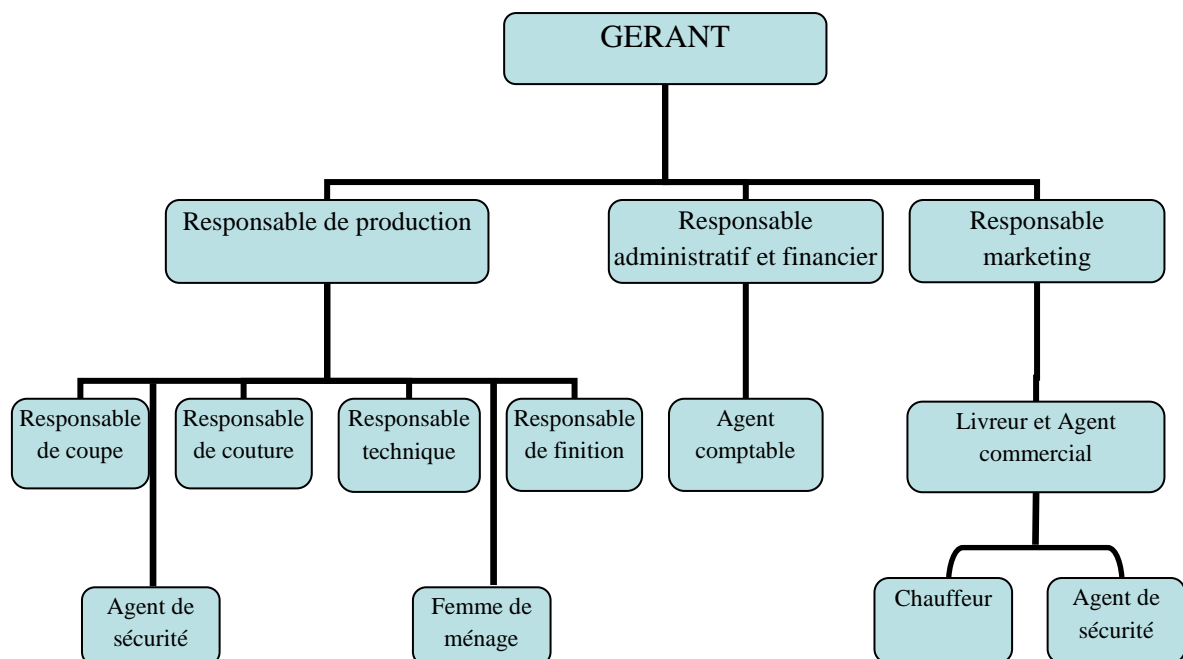 GERANT
Responsable de production
Responsable
administratif et financier
Responsable
marketing
Responsable
de coupe
Responsable
de couture
Responsable
technique
Responsable
de finition
Agent
comptable
Livreur et Agent
commercial
Agent de
sécurité
Femme de
ménage
Chauffeur
Agent de
sécurité